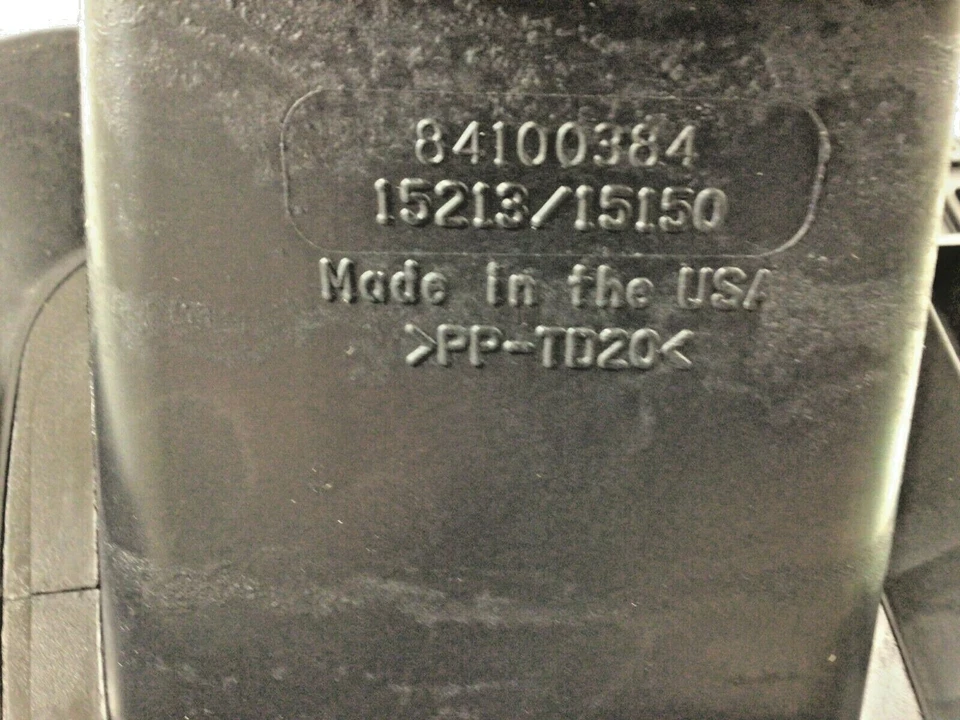 84100384
15213/15150
Made in the USA
>PP-TD20<